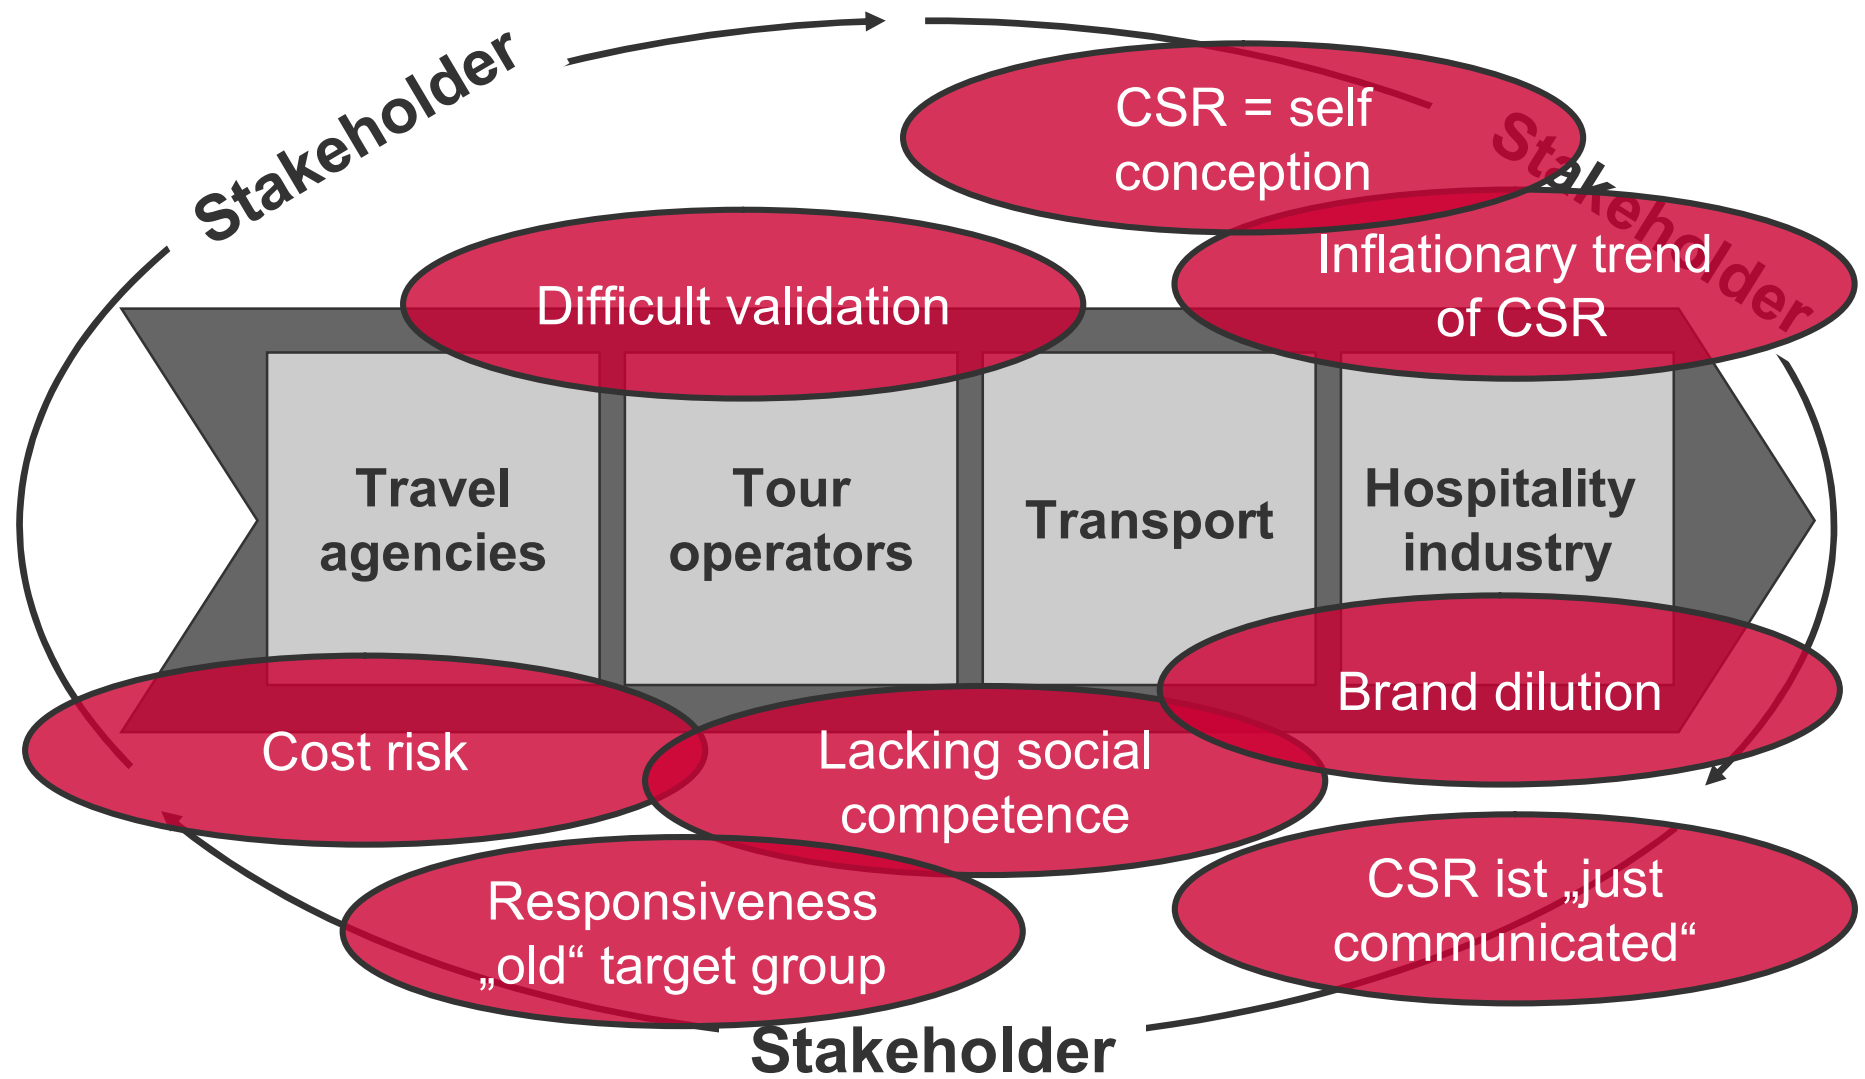 Stakeholder
CSR = self
conception
Stakeholder
Inflationary trend
of CSR
Difficult validation
Travel
agencies
Tour
operators
Transport
Hospitality
industry
Brand dilution
Cost risk
Lacking social
competence
Responsiveness
„old“ target group
CSR ist „just
communicated“
Stakeholder